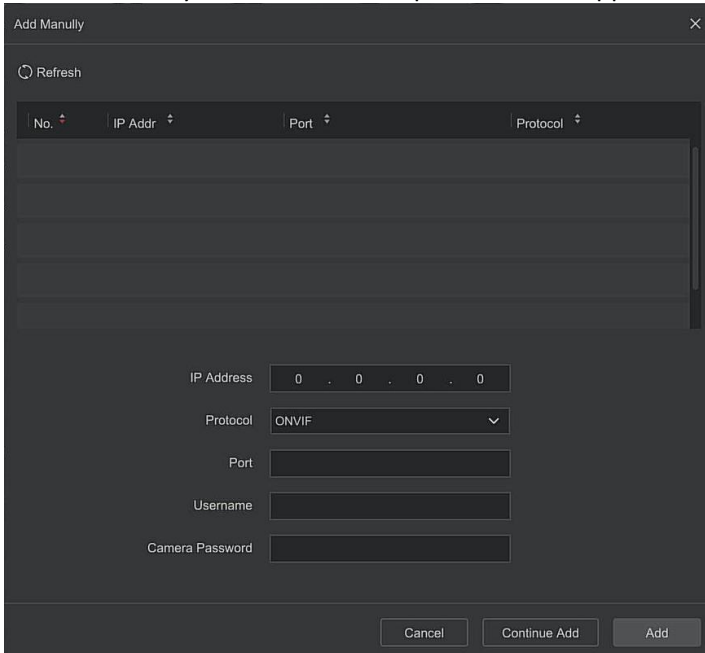 Add Manully
Refresh
No. IP Addr Port Protocol
IP Address 0 . 0 . 0 . 0
Protocol ONVIF
Port
Username
Camera Password
Cancel Continue Add Add